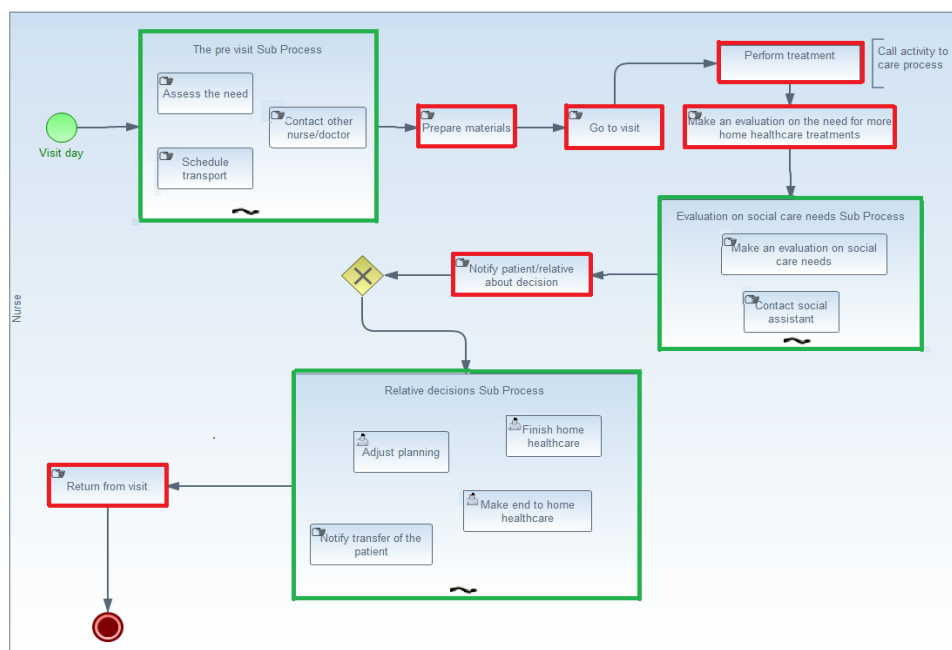 The pre visit Sub Process
Assess the need
Contact other
nurse/doctor
Schedule
transport
Visit day
Prepare materials
Go to visit
Perform treatment
Call activity to
care process
Make an evaluation on the need for more
home healthcare treatments
Evaluation on social care needs Sub Process
Make an evaluation on social
care needs
Contact social
assistant
Notify patient/relative
about decision
Nurse
Relative decisions Sub Process
Finish home
healthcare
Adjust planning
Make end to home
healthcare
Notify transfer of the
patient
Return from visit